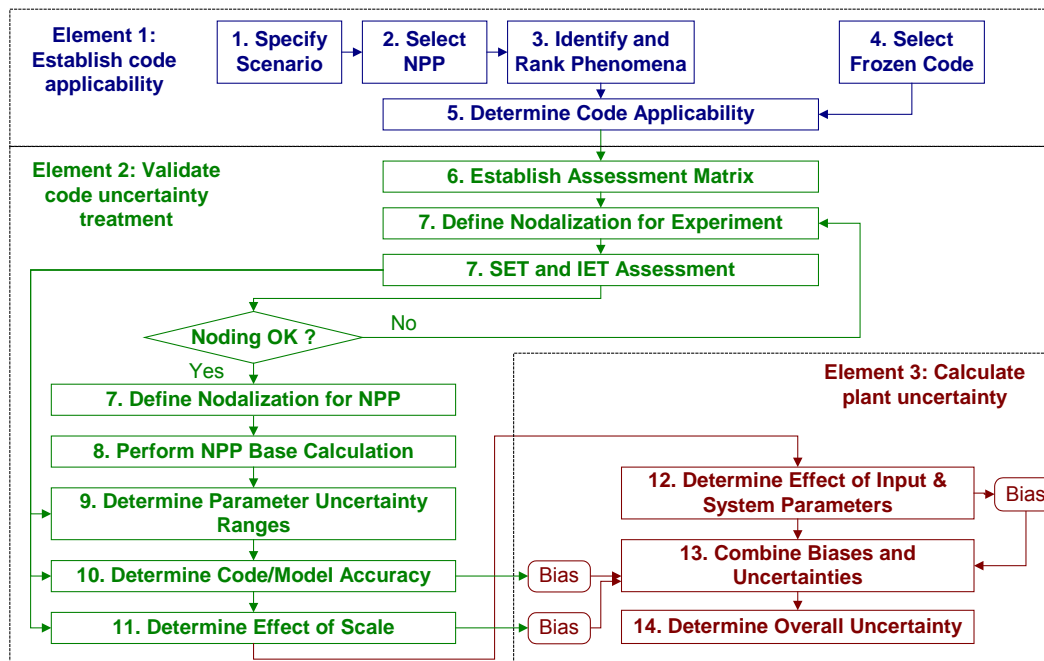 Element 1:
Establish code
applicability
1. Specify
Scenario
2. Select
NPP
3. Identify and
Rank Phenomena
4. Select
Frozen Code
5. Determine Code Applicability
Element 2: Validate
code uncertainty
treatment
6. Establish Assessment Matrix
7. Define Nodalization for Experiment
7. SET and IET Assessment
Noding OK ?
No
Yes
7. Define Nodalization for NPP
8. Perform NPP Base Calculation
9. Determine Parameter Uncertainty
Ranges
10. Determine Code/Model Accuracy
Bias
11. Determine Effect of Scale
Bias
Element 3: Calculate
plant uncertainty
12. Determine Effect of Input &
System Parameters
Bias
13. Combine Biases and
Uncertainties
14. Determine Overall Uncertainty